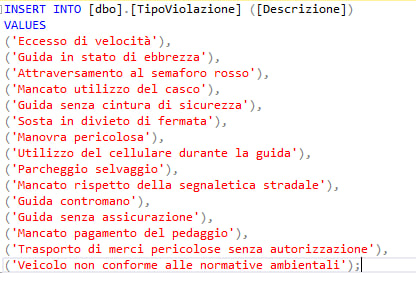 INSERT INTO [dbo].[TipoViolazione] ([Descrizione])
VALUES
('Eccesso di velocità'),
('Guida in stato di ebbrezza'),
('Attraversamento al semaforo rosso'),
('Mancato utilizzo del casco'),
('Guida senza cintura di sicurezza'),
('Sosta in divieto di fermata'),
('Manovra pericolosa'),
('Utilizzo del cellulare durante la guida'),
('Parcheggio selvaggio'),
('Mancato rispetto della segnaletica stradale'),
('Guida contromano'),
('Guida senza assicurazione'),
('Mancato pagamento del pedaggio'),
('Trasporto di merci pericolose senza autorizzazione'),
('Veicolo non conforme alle normative ambientali');